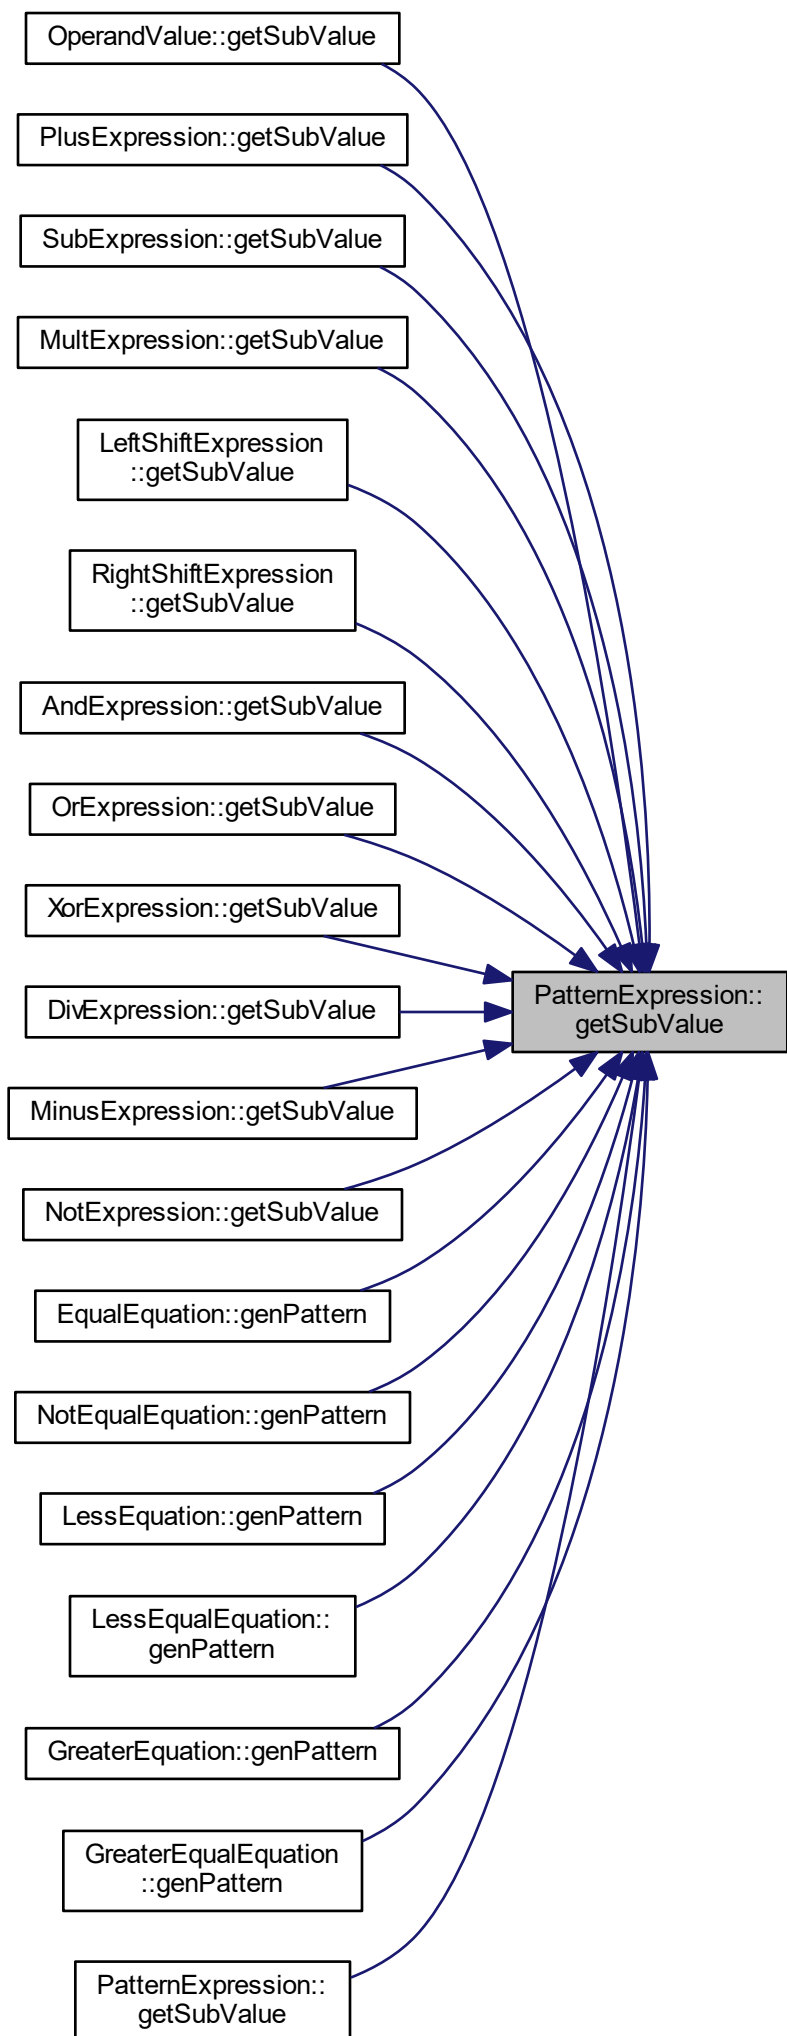 OperandValue::getSubValue
PlusExpression::getSubValue
SubExpression::getSubValue
MultExpression::getSubValue
LeftShiftExpression
::getSubValue
RightShiftExpression
::getSubValue
AndExpression::getSubValue
OrExpression::getSubValue
XorExpression::getSubValue
PatternExpression::
getSubValue
DivExpression::getSubValue
MinusExpression::getSubValue
NotExpression::getSubValue
EqualEquation::genPattern
NotEqualEquation::genPattern
LessEquation::genPattern
LessEqualEquation::
genPattern
GreaterEquation::genPattern
GreaterEqualEquation
::genPattern
PatternExpression::
getSubValue